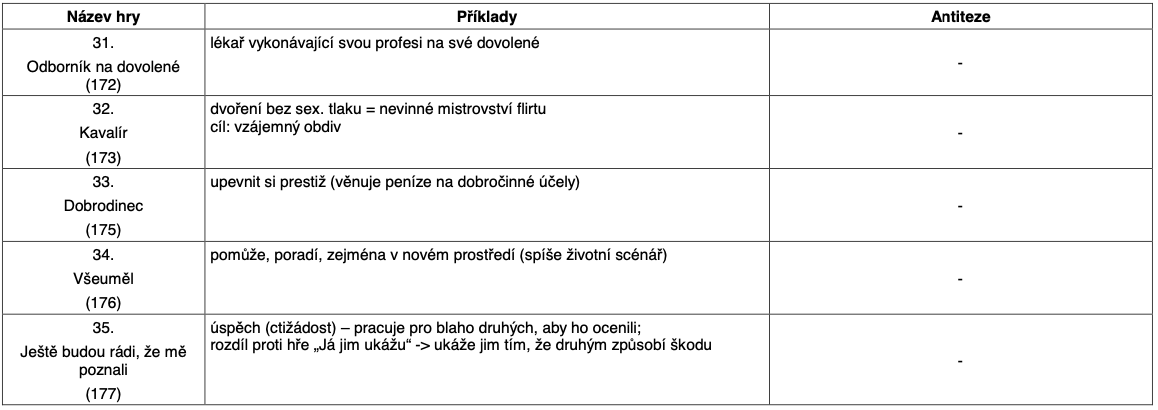 Název hry Příklady Antiteze
31.
Odborník na dovolené
(172)
lékař vykonávající svou profesi na své dovolené
-
32.
Kavalír
(173)
dvoření bez sex. tlaku = nevinné mistrovství flirtu
cíl: vzájemný obdiv
-
33.
Dobrodinec
(175)
upevnit si prestiž (věnuje peníze na dobročinné účely)
-
34.
Všeuměl
(176)
pomůže, poradí, zejména v novém prostředí (spíše životní scénář)
-
35.
Ještě budou rádi, že mě
poznali
(177)
úspěch (ctižádost) – pracuje pro blaho druhých, aby ho ocenili;
rozdíl proti hře „Já jim ukážu“ -> ukáže jim tím, že druhým způsobí škodu
-